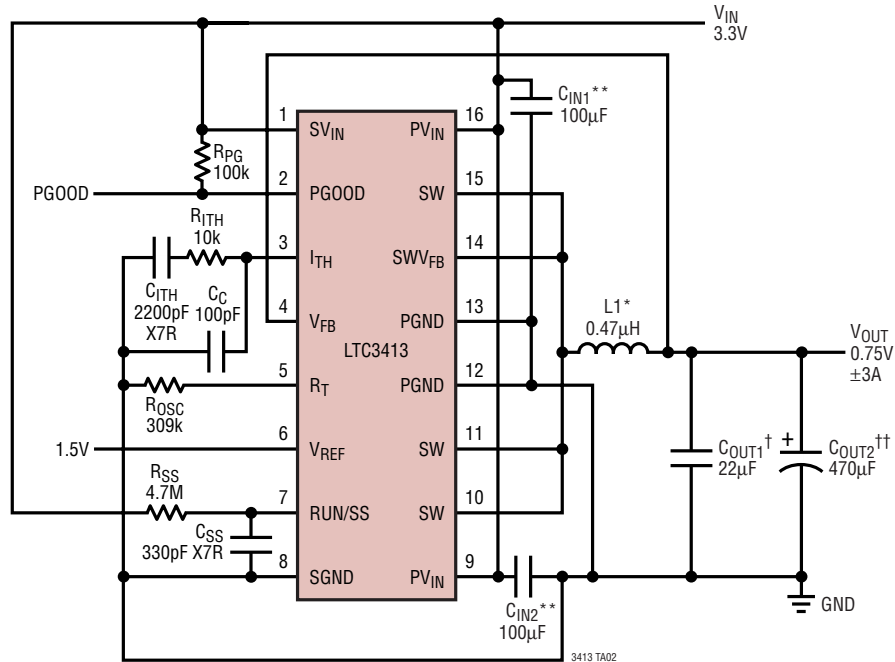 VIN
3.3V
CIN1**
100µF
1
SVIN
PVIN
16
RPG
100k
PGOOD
2
PGOOD
SW
15
RITH
10k
3
ITH
SWVFB
14
CITH
2200pF
X7R
CC
100pF
4
VFB
PGND
13
L1*
0.47µH
VOUT
0.75V
±3A
LTC3413
5
RT
PGND
12
ROSC
309k
1.5V
6
VREF
SW
11
COUT1†
22µF
+
COUT2††
470µF
RSS
4.7M
7
RUN/SS
SW
10
CSS
330pF X7R
8
SGND
PVIN
9
CIN2**
100µF
GND
3413 TA02